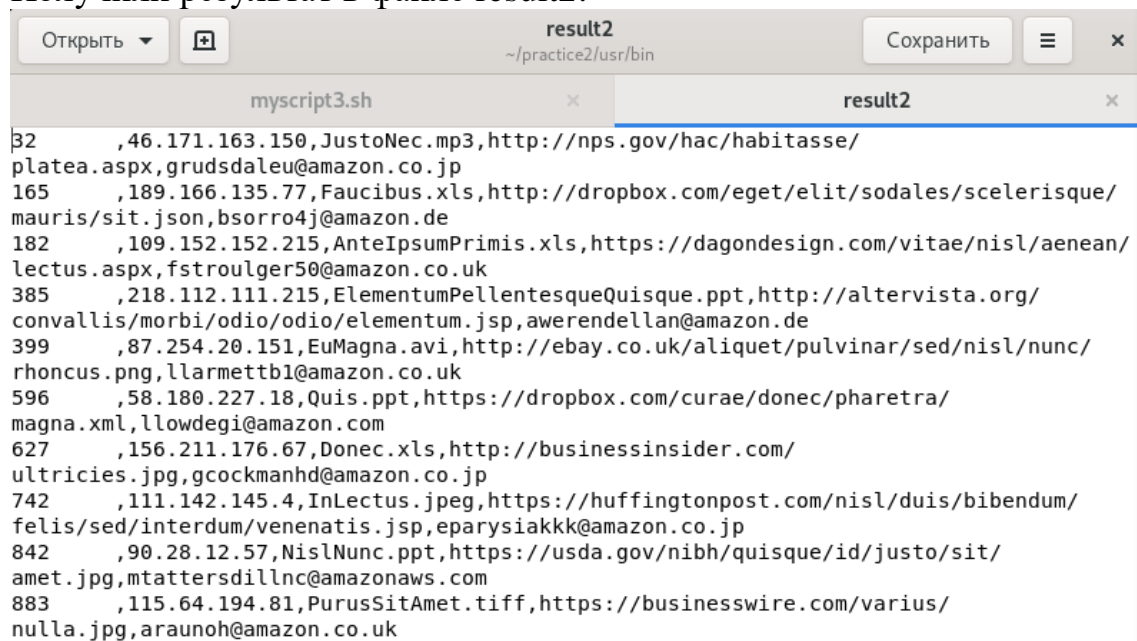 результат в файле result2:
Открыть
result2
~/practice2/usr/bin
Сохранить
myscript3.sh
result2
32      ,46.171.163.150,JustoNec.mp3,http://nps.gov/hac/habitasse/
platea.aspx,grudsdaleu@amazon.co.jp
165     ,189.166.135.77,Faucibus.xls,http://dropbox.com/eget/elit/sodales/scelerisque/
mauris/sit.json,bsorro4j@amazon.de
182     ,109.152.152.215,AnteIpsumPrimis.xls,https://dagondesign.com/vitae/nisl/aenean/
lectus.aspx,fstroulger50@amazon.co.uk
385     ,218.112.111.215,ElementumPellentesqueQuisque.ppt,http://altervista.org/
convallis/morbi/odio/odio/elementum.jsp,awerendellan@amazon.de
399     ,87.254.20.151,EuMagna.avi,http://ebay.co.uk/aliquet/pulvinar/sed/nisl/nunc/
rhoncus.png,llarmettb1@amazon.co.uk
596     ,58.180.227.18,Quis.ppt,https://dropbox.com/curae/donec/pharetra/
magna.xml,llowdegi@amazon.com
627     ,156.211.176.67,Donec.xls,http://businessinsider.com/
ultricies.jpg,gcockmanhd@amazon.co.jp
742     ,111.142.145.4,InLectus.jpeg,https://huffingtonpost.com/nisl/duis/bibendum/
felis/sed/interdum/venenatis.jsp,eparysiakkk@amazon.co.jp
842     ,90.28.12.57,NislNunc.ppt,https://usda.gov/nibh/quisque/id/justo/sit/
amet.jpg,mtattersdillnc@amazonaws.com
883     ,115.64.194.81,PurusSitAmet.tiff,https://businesswire.com/varius/
nulla.jpg,araunoh@amazon.co.uk